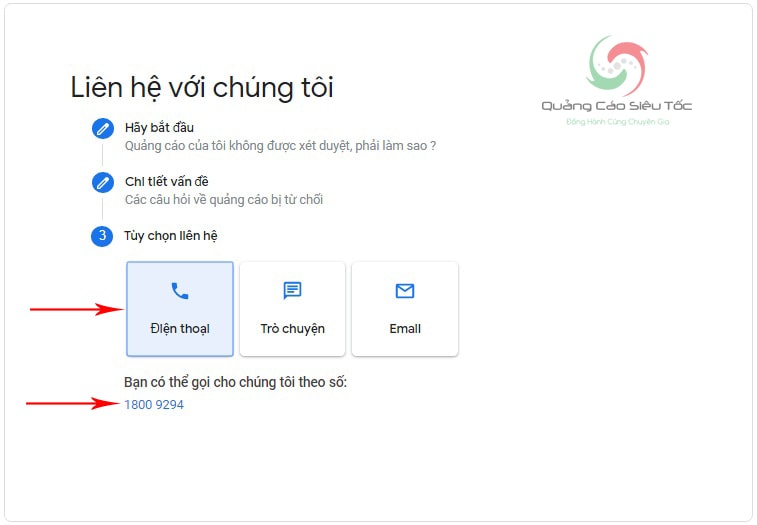 Quảng Cáo Siêu Tốc
Đồng Hành Cùng Chuyên Gia
Liên hệ với chúng tôi
Hãy bắt đầu
Quảng cáo của tôi không được xét duyệt, phải làm sao ?
Chi tiết vấn đề
Các câu hỏi về quảng cáo bị từ chối
3 Tùy chọn liên hệ
Điện thoại Trò chuyện Email
Bạn có thể gọi cho chúng tôi theo số:
1800 9294